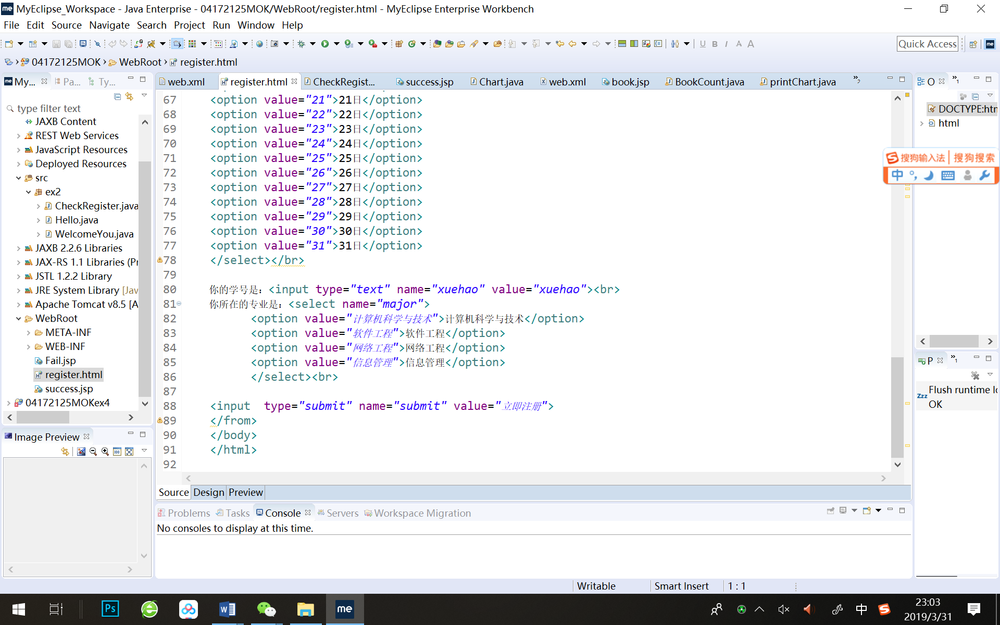 MyEclipse_Workspace - Java Enterprise - 04172125MOK/WebRoot/register.html - MyEclipse Enterprise Workbench
File Edit Source Navigate Search Project Run Window Help
Quick Access
04172125MOK WebRoot register.html
My... Pa... Ty...
type filter text
JAXB Content
REST Web Services
JavaScript Resources
Deployed Resources
src
ex2
CheckRegister.java
Hello.java
WelcomeYou.java
JAXB 2.2.6 Libraries
JAX-RS 1.1 Libraries (Pr
JSTL 1.2.2 Library
JRE System Library [Jav
Apache Tomcat v8.5 [A
WebRoot
META-INF
WEB-INF
Fail.jsp
register.html
success.jsp
04172125MOKex4
Image Preview
web.xml register.html CheckRegist... success.jsp Chart.java web.xml book.jsp BookCount.java printChart.java »2
67 <option value="21">21日</option>
68 <option value="22">22日</option>
69 <option value="23">23日</option>
70 <option value="24">24日</option>
71 <option value="25">25日</option>
72 <option value="26">26日</option>
73 <option value="27">27日</option>
74 <option value="28">28日</option>
75 <option value="29">29日</option>
76 <option value="30">30日</option>
77 <option value="31">31日</option>
78 </select></br>
79
80 你的学号是：<input type="text" name="xuehao" value="xuehao"><br>
81 你所在的专业是：<select name="major">
82 <option value="计算机科学与技术">计算机科学与技术</option>
83 <option value="软件工程">软件工程</option>
84 <option value="网络工程">网络工程</option>
85 <option value="信息管理">信息管理</option>
86 </select><br>
87
88 <input  type="submit" name="submit" value="立即注册">
89 </from>
90 </body>
91 </html>
92
Source Design Preview
Problems Tasks Console Servers Workspace Migration
No consoles to display at this time.
O »1
DOCTYPE:htm
html
搜狗输入法 | 搜狗搜索
中
P »1
Flush runtime lo
OK
Writable Smart Insert 1 : 1
Ps
me
中
23:03
2019/3/31